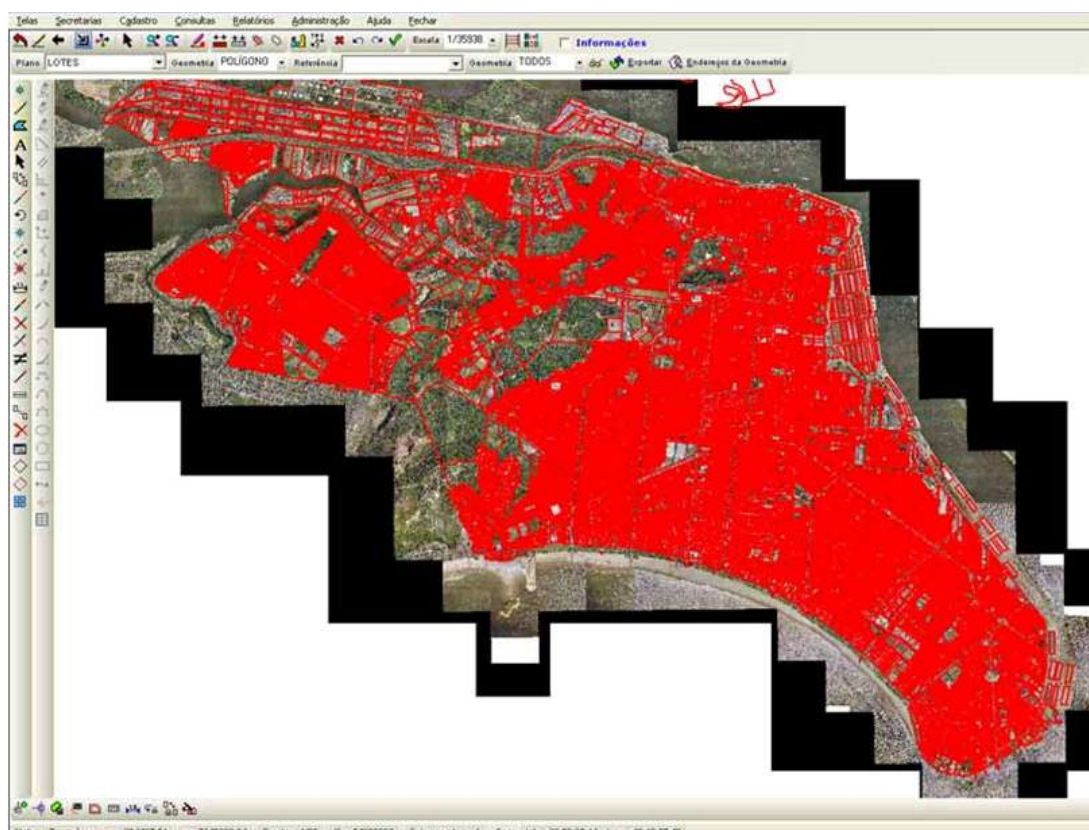 Telas Secretarias Cadastro Consultas Relatórios Administração Ajuda Fechar
Escala 1/35938 Informações
Plano LOTES Geometria POLÍGONO Referência Geometria TODOS Exportar Endereços da Geometria
A